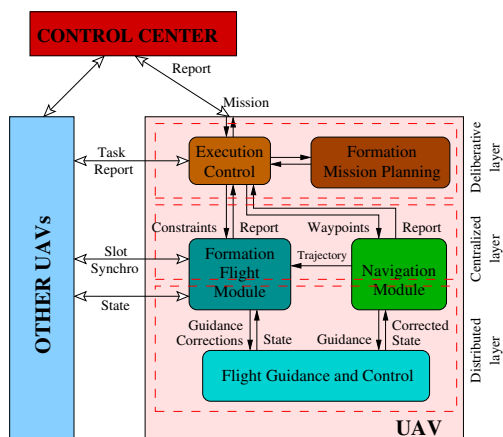 CONTROL CENTER
Report
Mission
OTHER UAVs
Task
Report
Execution
Control
Formation
Mission Planning
Deliberative
layer
Constraints
Report
Waypoints
Report
Slot
Synchro
Formation
Flight
Module
Trajectory
Navigation
Module
Centralized
layer
State
Guidance
Corrections
State
Guidance
Corrected
State
Flight Guidance and Control
Distributed
layer
UAV